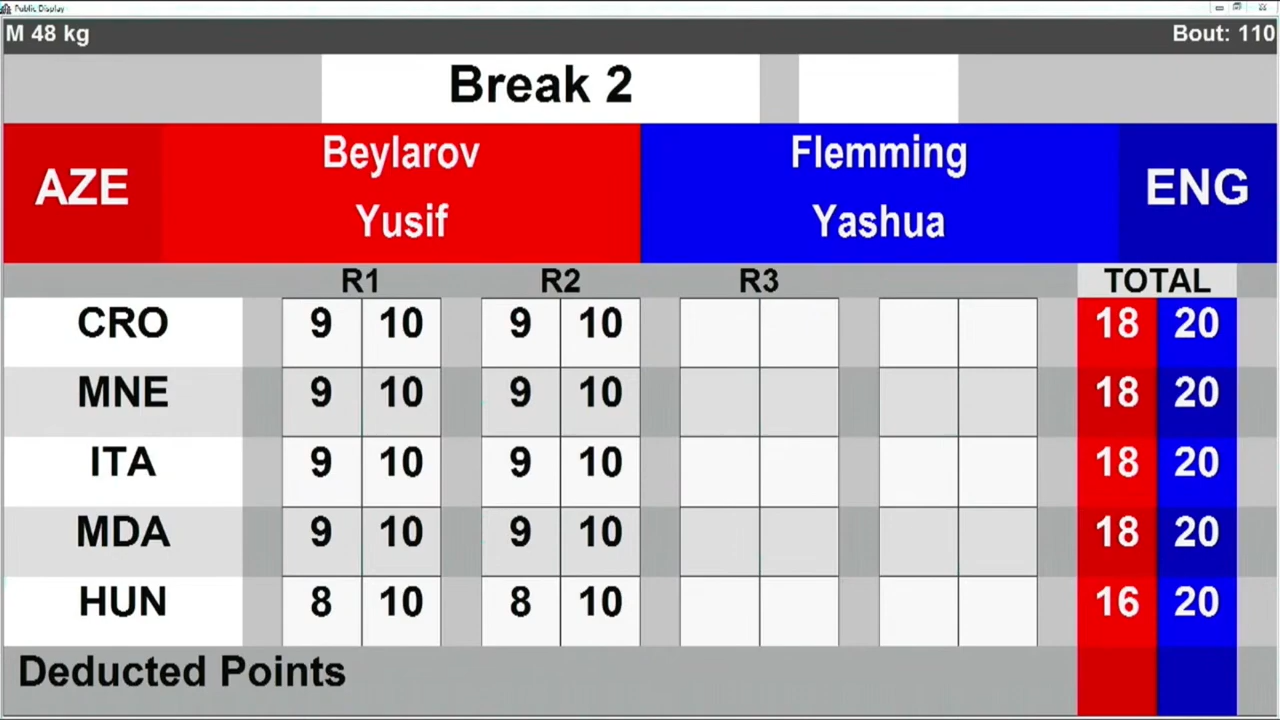 Public Display
M 48 kg Bout: 110
Break 2
AZE Beylarov Yusif Flemming Yashua ENG
R1 R2 R3 TOTAL
CRO 9 10 9 10 18 20
MNE 9 10 9 10 18 20
ITA 9 10 9 10 18 20
MDA 9 10 9 10 18 20
HUN 8 10 8 10 16 20
Deducted Points